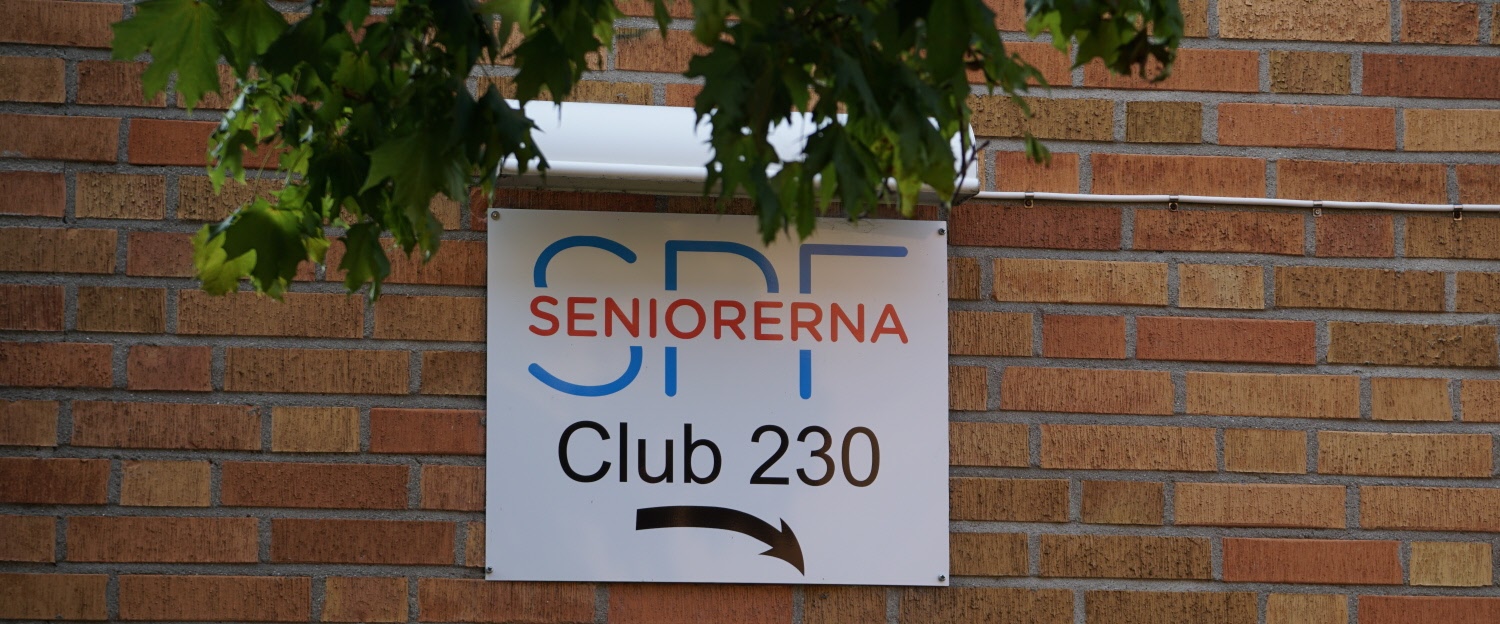 SPF
SENIORERNA
Club 230